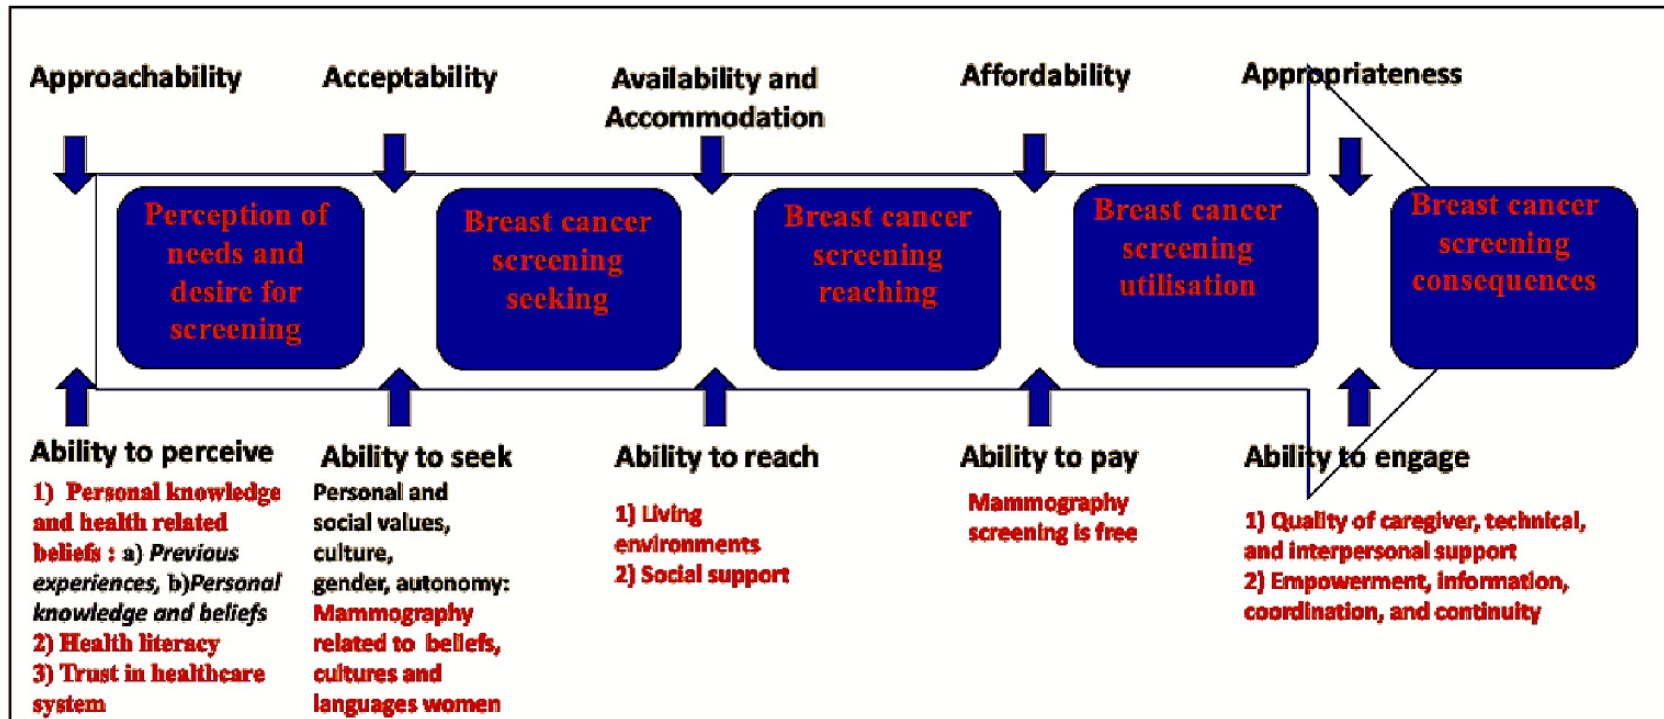 Approachability
Acceptability
Availability and
Accommodation
Affordability
Appropriateness
Perception of
needs and
desire for
screening
Breast cancer
screening
seeking
Breast cancer
screening
reaching
Breast cancer
screening
utilisation
Breast cancer
screening
consequences
Ability to perceive
1) Personal knowledge
and health related
beliefs : a) Previous
experiences, b)Personal
knowledge and beliefs
2) Health literacy
3) Trust in healthcare
system
Ability to seek
Personal and
social values,
culture,
gender, autonomy:
Mammography
related to beliefs,
cultures and
languages women
Ability to reach
1) Living
environments
2) Social support
Ability to pay
Mammography
screening is free
Ability to engage
1) Quality of caregiver, technical,
and interpersonal support
2) Empowerment, information,
coordination, and continuity